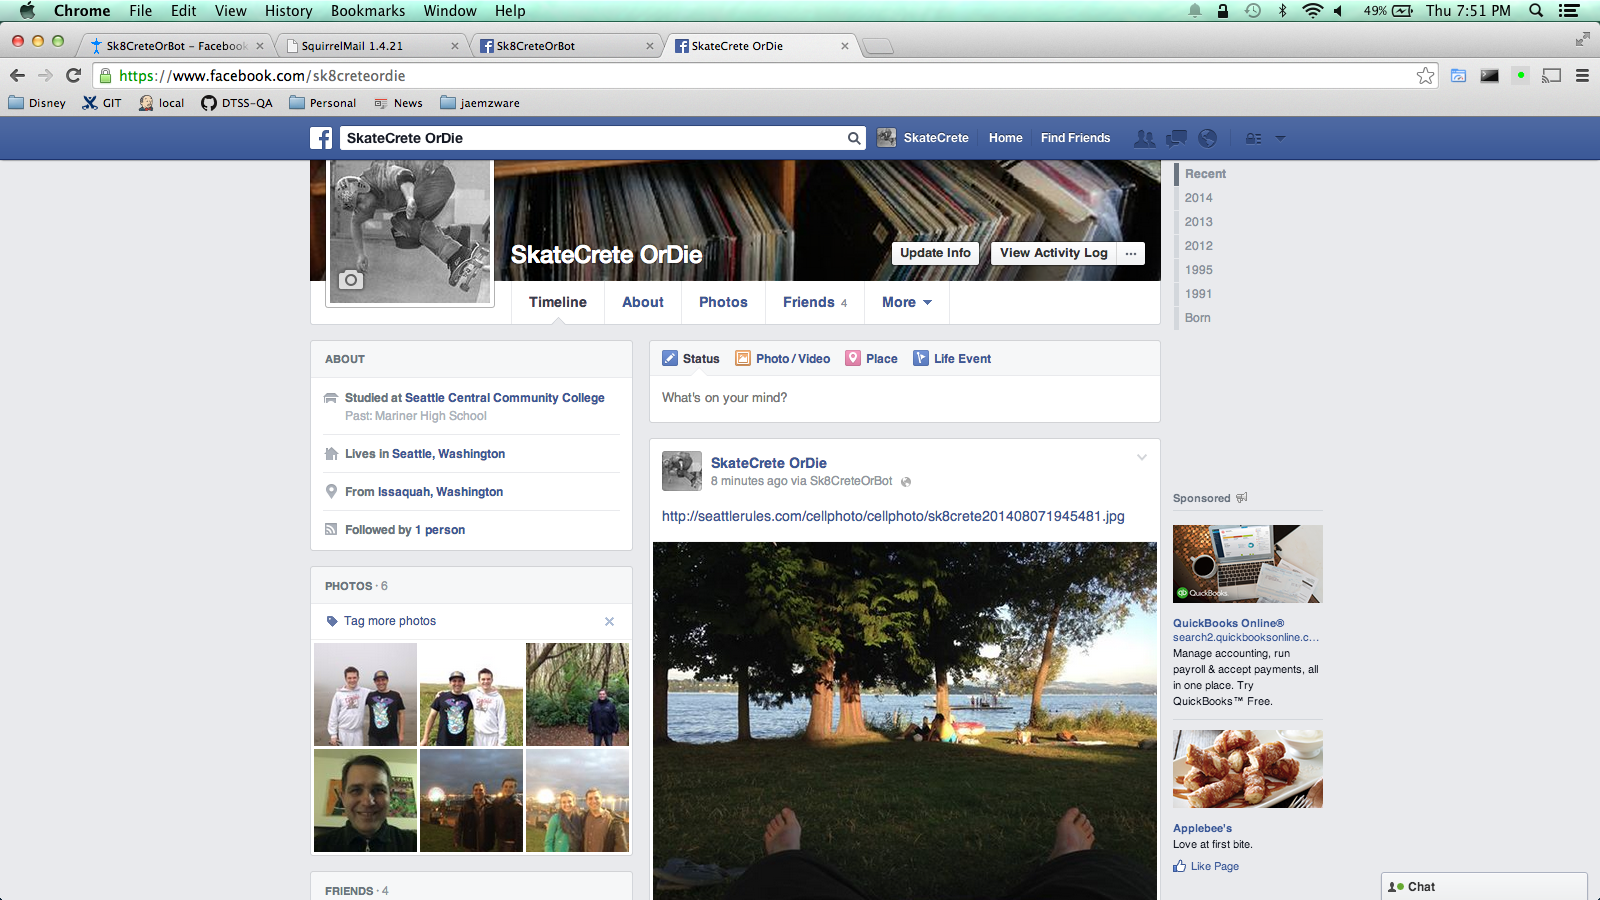 Chrome File Edit View History Bookmarks Window Help 49% Thu 7:51 PM
Sk8CreteOrBot – Facebook SquirrelMail 1.4.21 Sk8CreteOrBot SkateCrete OrDie
https://www.facebook.com/sk8creteordie
Disney GIT local DTSS-QA Personal News jaemzware
SkateCrete OrDie SkateCrete Home Find Friends
SkateCrete OrDie Update Info View Activity Log ...
Timeline About Photos Friends 4 More
Recent
2014
2013
2012
1995
1991
Born
ABOUT
Studied at Seattle Central Community College
Past: Mariner High School
Lives in Seattle, Washington
From Issaquah, Washington
Followed by 1 person
PHOTOS · 6
Tag more photos
FRIENDS · 4
Status Photo / Video Place Life Event
What's on your mind?
SkateCrete OrDie
8 minutes ago via Sk8CreteOrBot
http://seattlerules.com/cellphoto/cellphoto/sk8crete201408071945481.jpg
Sponsored
QuickBooks
QuickBooks Online®
search2.quickbooksonline.c...
Manage accounting, run
payroll & accept payments, all
in one place. Try
QuickBooks™ Free.
Applebee's
Love at first bite.
Like Page
Chat